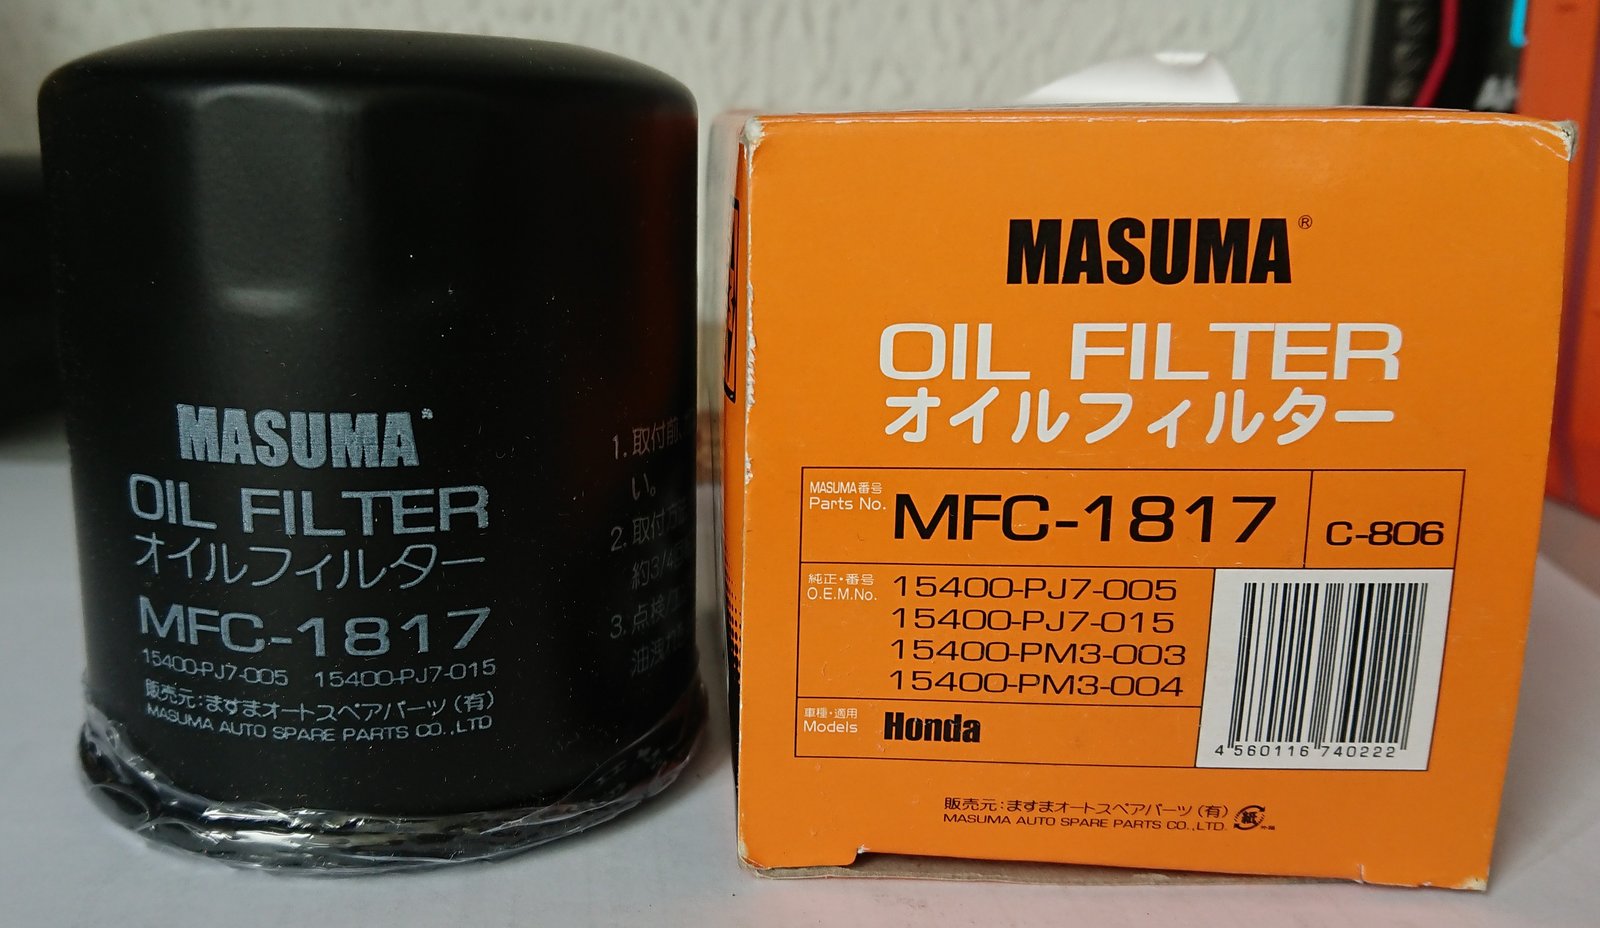 MASUMA®
OIL FILTER
オイルフィルター
MFC-1817
15400-PJ7-005 15400-PJ7-015
販売元:ますまオートスペアパーツ(有)
MASUMA AUTO SPARE PARTS CO.,LTD
1. 取付前
い。
2. 取付方
約3/4
3. 点検
油洩れ
MASUMA®
OIL FILTER
オイルフィルター
MASUMA番号
Parts No.
MFC-1817
C-806
純正・番号
O.E.M.No.
15400-PJ7-005
15400-PJ7-015
15400-PM3-003
15400-PM3-004
車種・適用
Models
Honda
4 560116 740222
販売元:ますまオートスペアパーツ(有)
MASUMA AUTO SPARE PARTS CO.,LTD.
紙